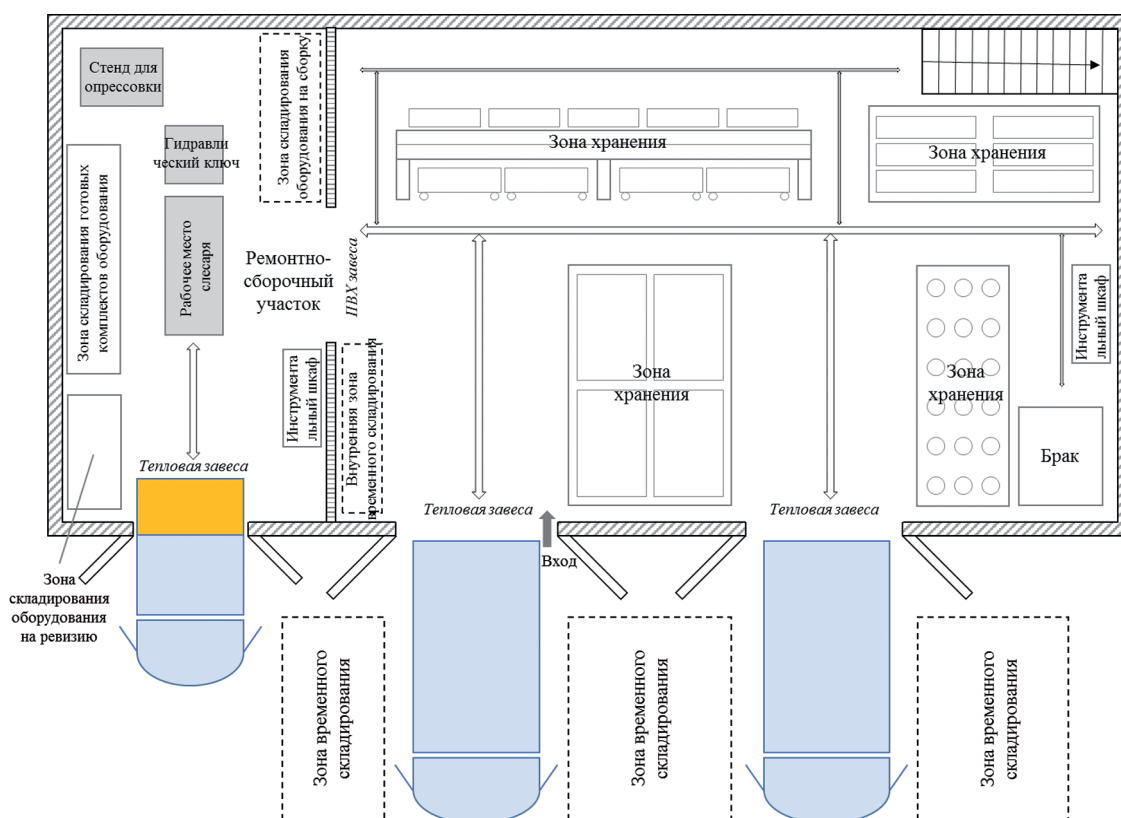 Стенд для
опрессовки
Гидравли
ческий ключ
Зона складирования
оборудования на сборку
Зона хранения
Зона хранения
Зона складирования готовых
комплектов оборудования
Рабочее место
слесаря
Ремонтно-
сборочный
участок
ПВХ завеса
Инструмента
льный шкаф
Инструмента
льный шкаф
Внутренняя зона
временного складирования
Зона
хранения
Зона
хранения
Брак
Тепловая завеса
Тепловая завеса
Тепловая завеса
Вход
Зона
складирования
оборудования
на ревизию
Зона временного
складирования
Зона временного
складирования
Зона временного
складирования